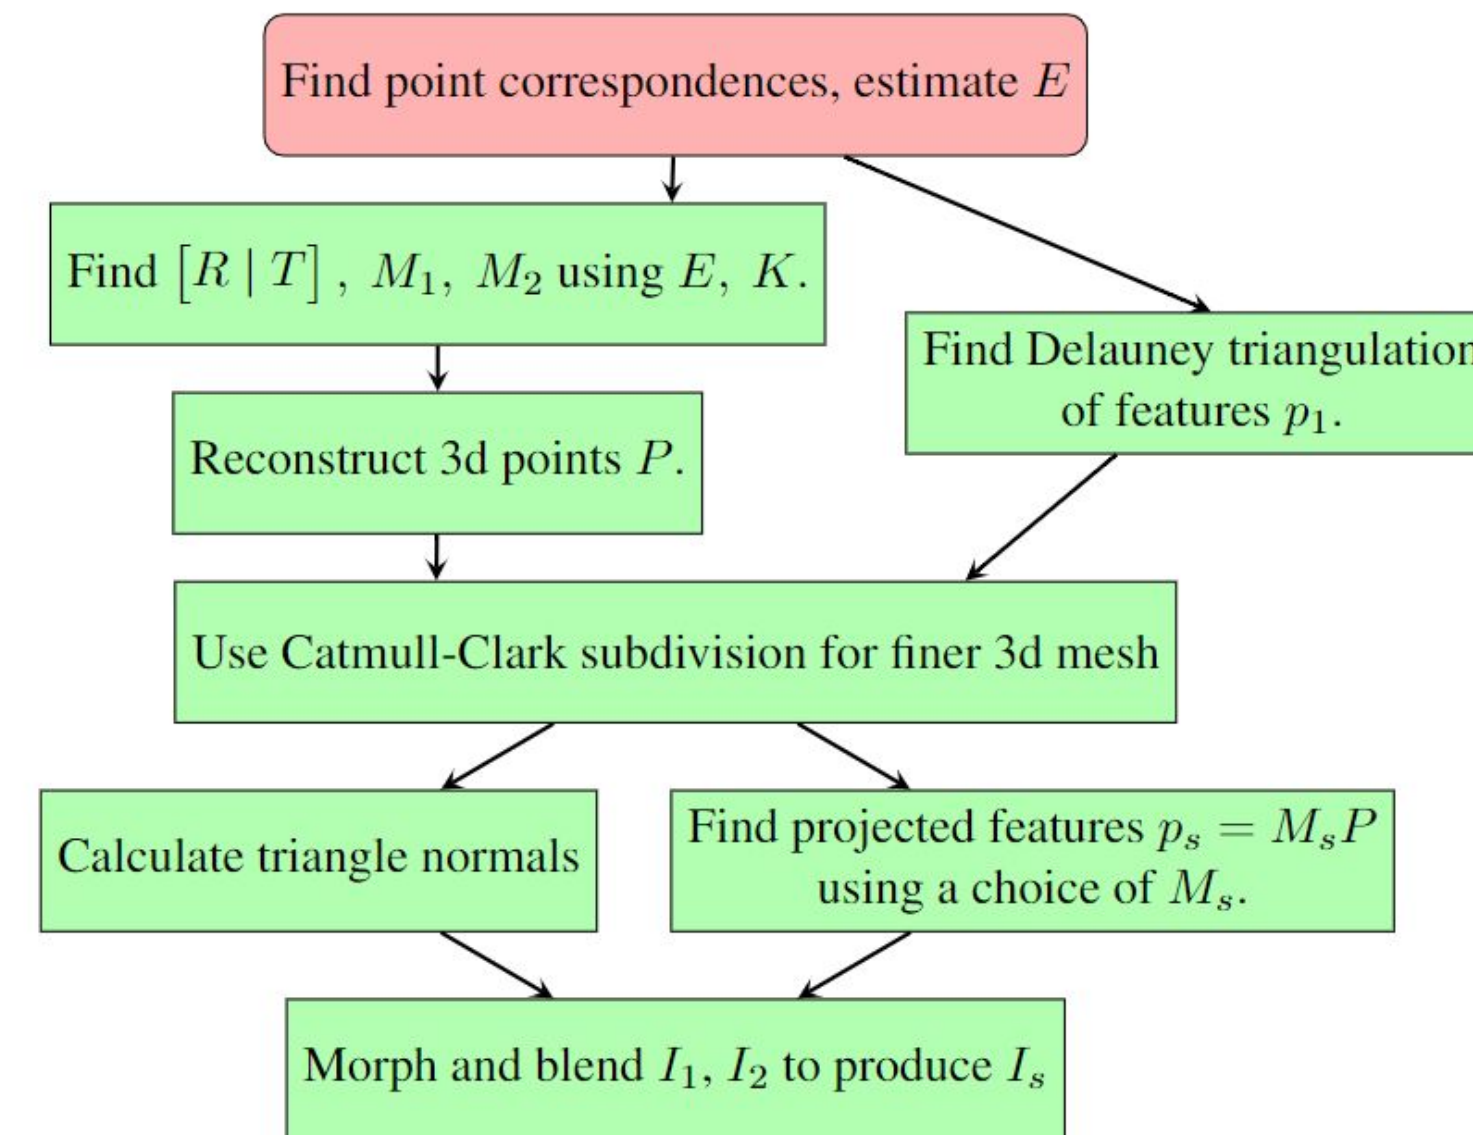 Find point correspondences, estimate E
Find [R | T] , M₁, M₂ using E, K.
Find Delauney triangulation
of features p₁.
Reconstruct 3d points P.
Use Catmull-Clark subdivision for finer 3d mesh
Calculate triangle normals
Find projected features pₛ = MₛP
using a choice of Mₛ.
Morph and blend I₁, I₂ to produce Iₛ